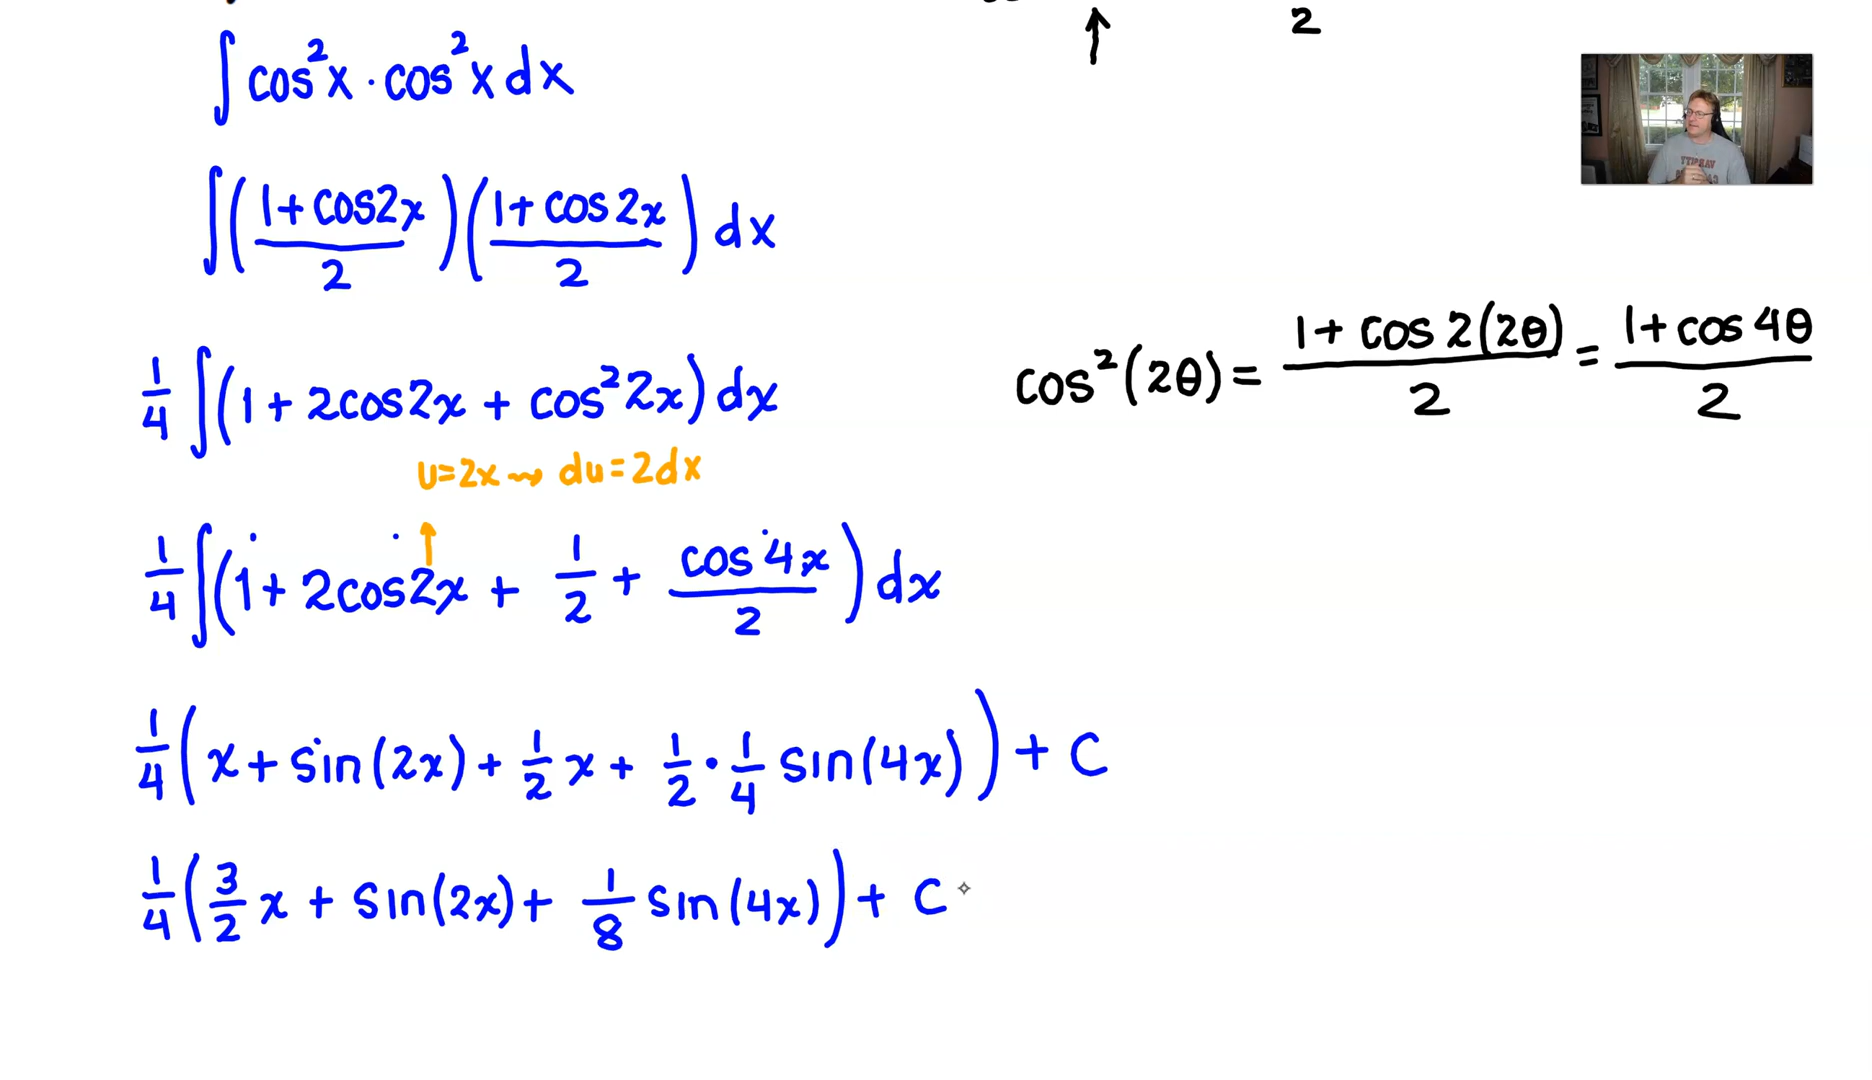 2
∫ cos²x · cos²x dx
∫ ( (1 + cos2x)/2 ) ( (1 + cos2x)/2 ) dx
1/4 ∫ (1 + 2cos2x + cos²2x) dx
cos²(2θ) = (1 + cos 2(2θ))/2 = (1 + cos 4θ)/2
u=2x ⇝ du=2dx
1/4 ∫ (1 + 2cos2x + 1/2 + (cos 4x)/2) dx
1/4 (x + sin(2x) + 1/2 x + 1/2 · 1/4 sin(4x)) + C
1/4 (3/2 x + sin(2x) + 1/8 sin(4x)) + C